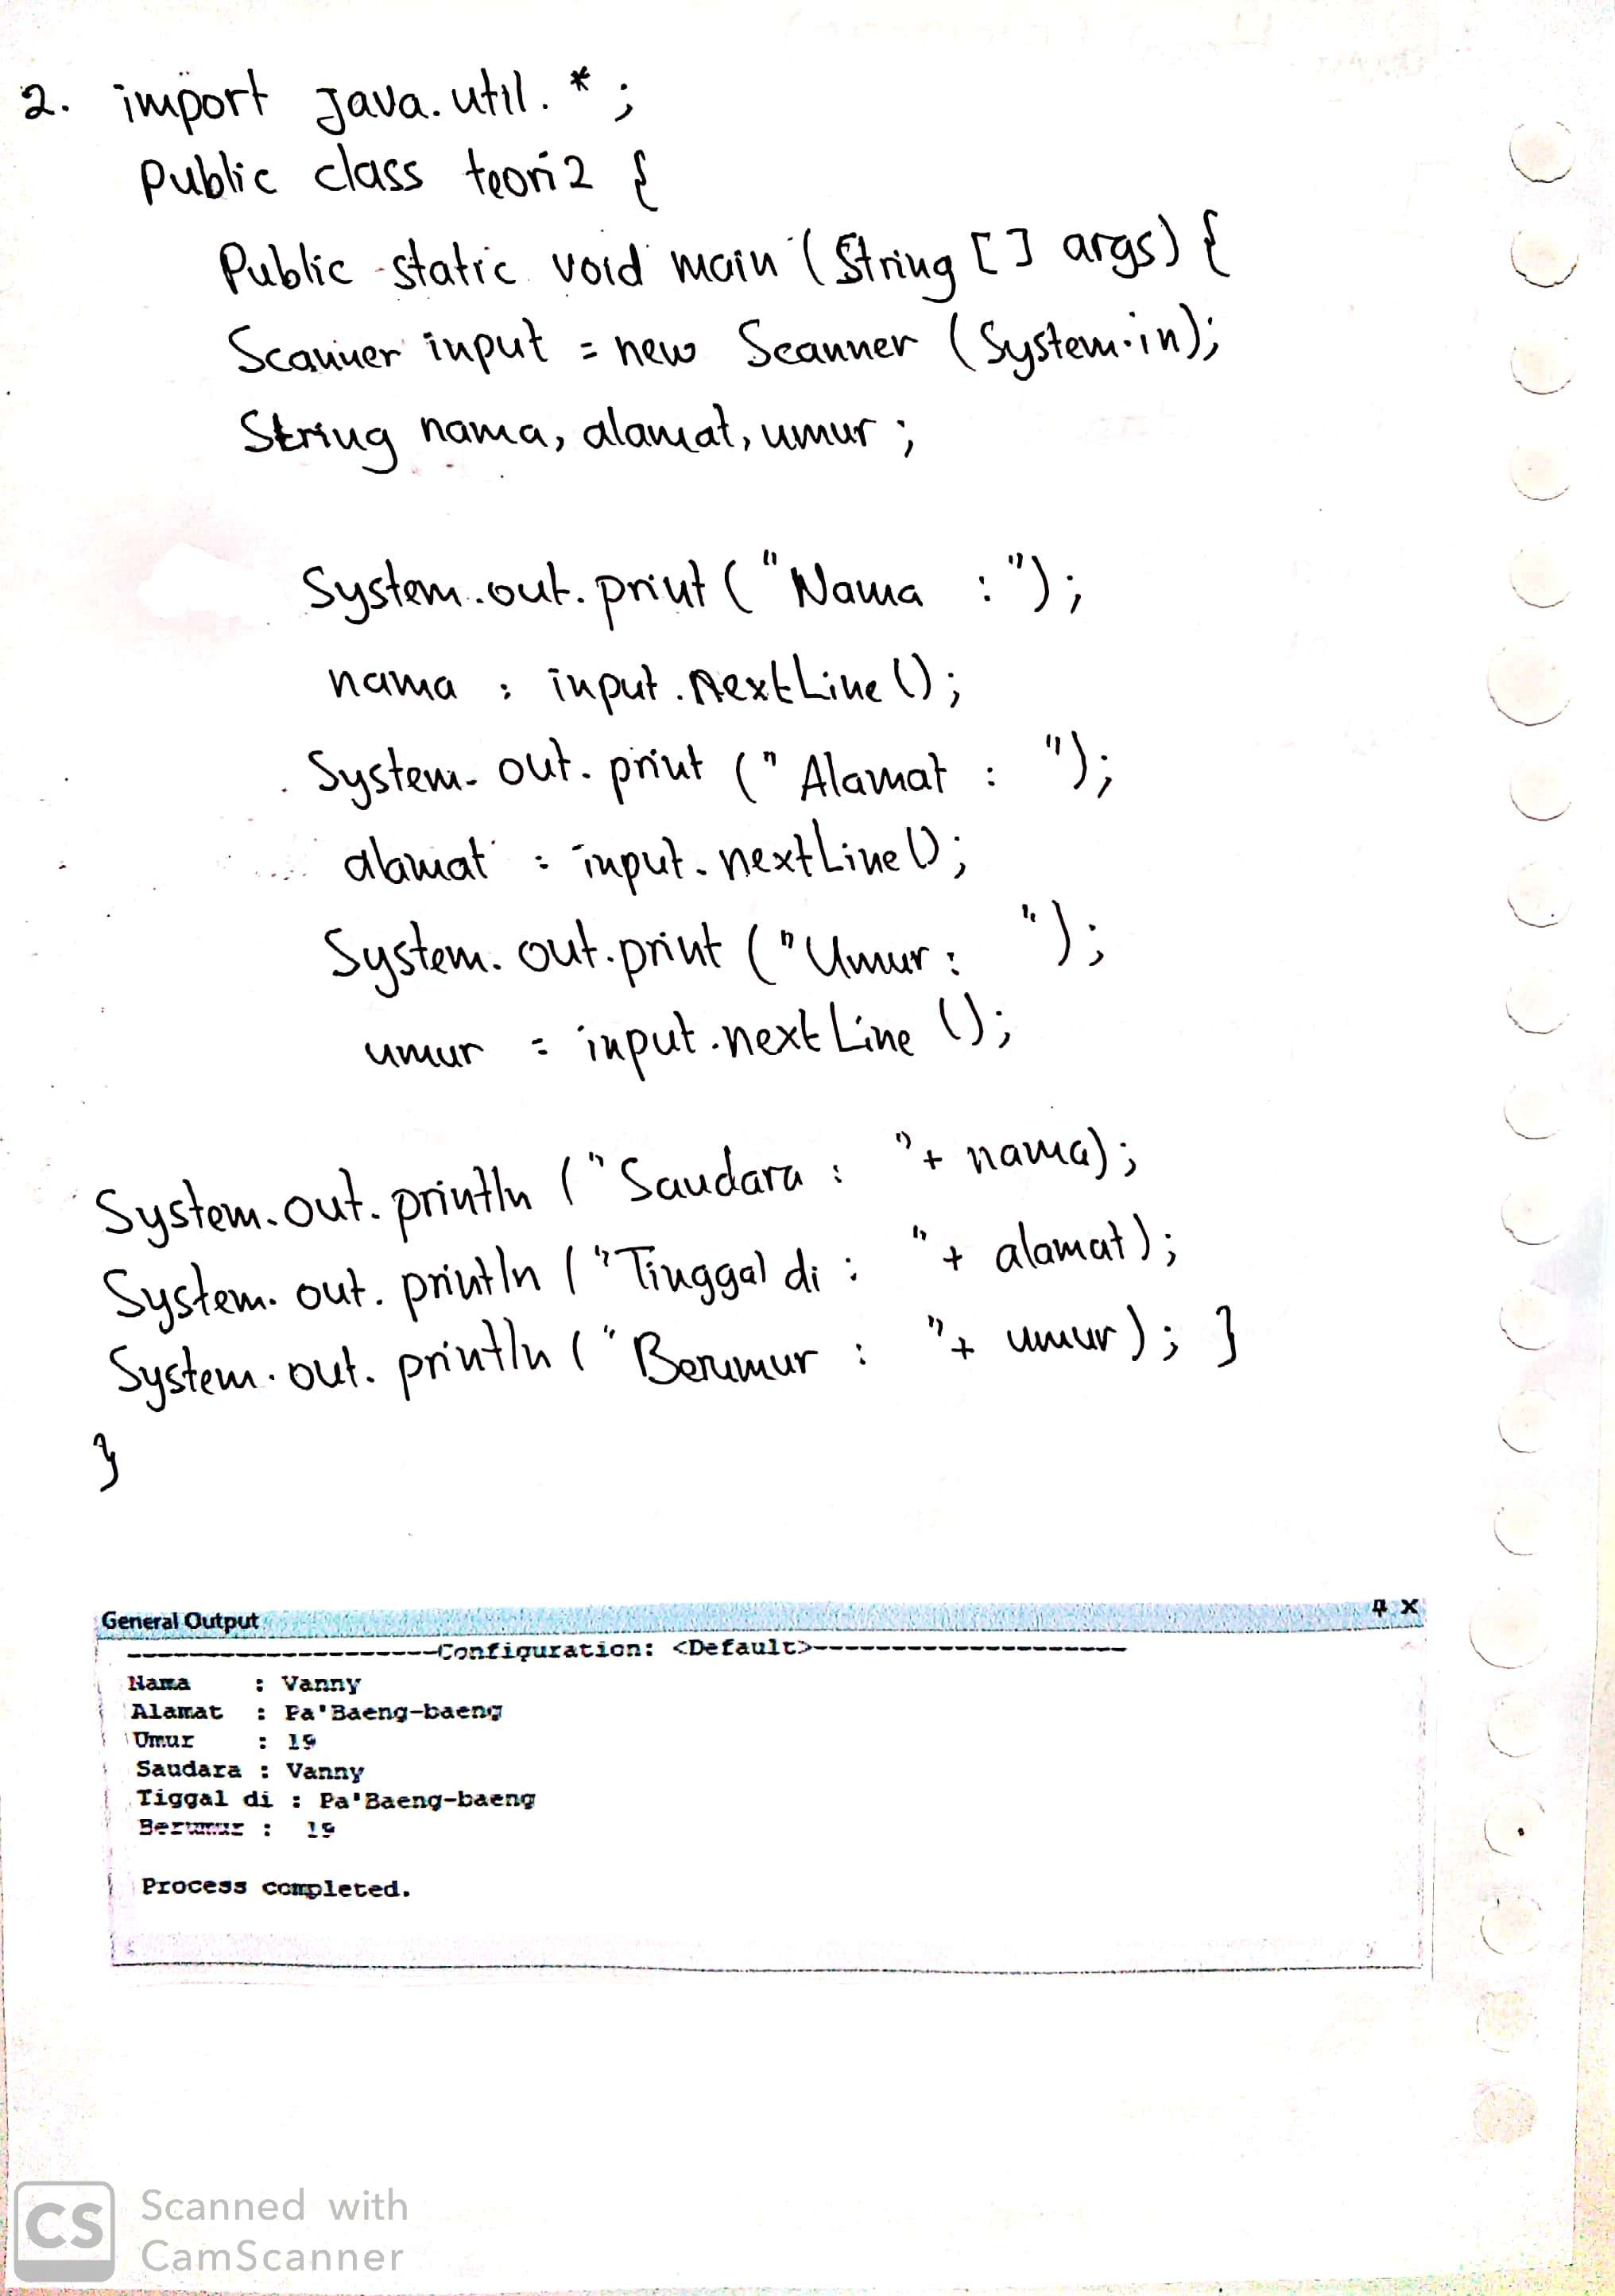 2. import java.util.*;
Public class teori2 {
Public static void main (String [] args) {
Scanner input = new Scanner (System.in);
String nama, alamat, umur ;
System.out.print ("Nama :");
nama : input.nextLine();
System.out.print (" Alamat : ");
alamat = input.nextLine();
System.out.print ("Umur : ");
umur = input.nextLine ();
System.out.println ("Saudara : "+ nama);
System.out.println ("Tinggal di : "+ alamat);
System.out.println ("Berumur : "+ umur); }
}
General Output
--------------------Configuration: <Default>--------------------
Nama : Vanny
Alamat : Pa'Baeng-baeng
Umur : 19
Saudara : Vanny
Tiggal di : Pa'Baeng-baeng
Berumur : 19
Process completed.
CS Scanned with
CamScanner